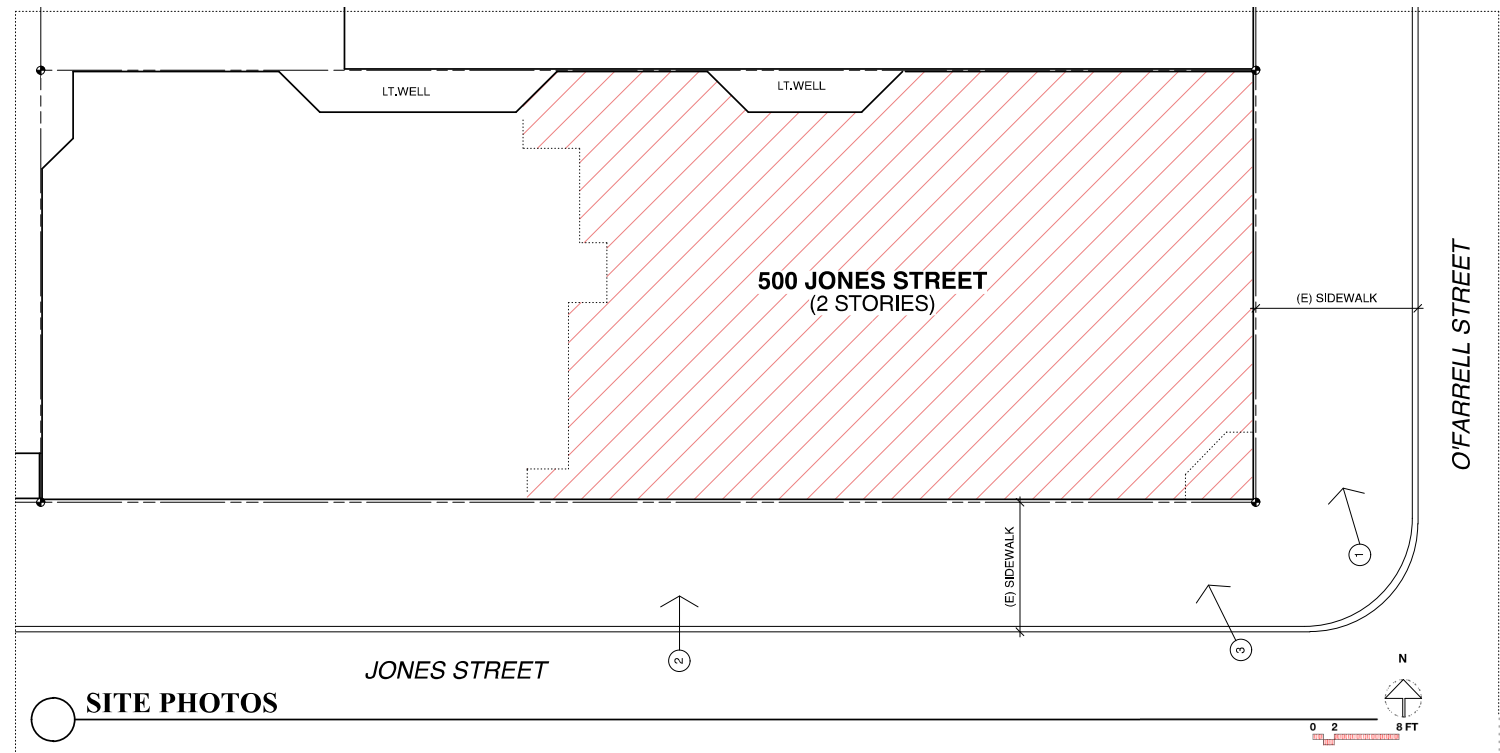 LT.WELL
LT.WELL
500 JONES STREET
(2 STORIES)
(E) SIDEWALK
O'FARRELL STREET
(E) SIDEWALK
1
3
2
JONES STREET
SITE PHOTOS
N
0 2 8 FT